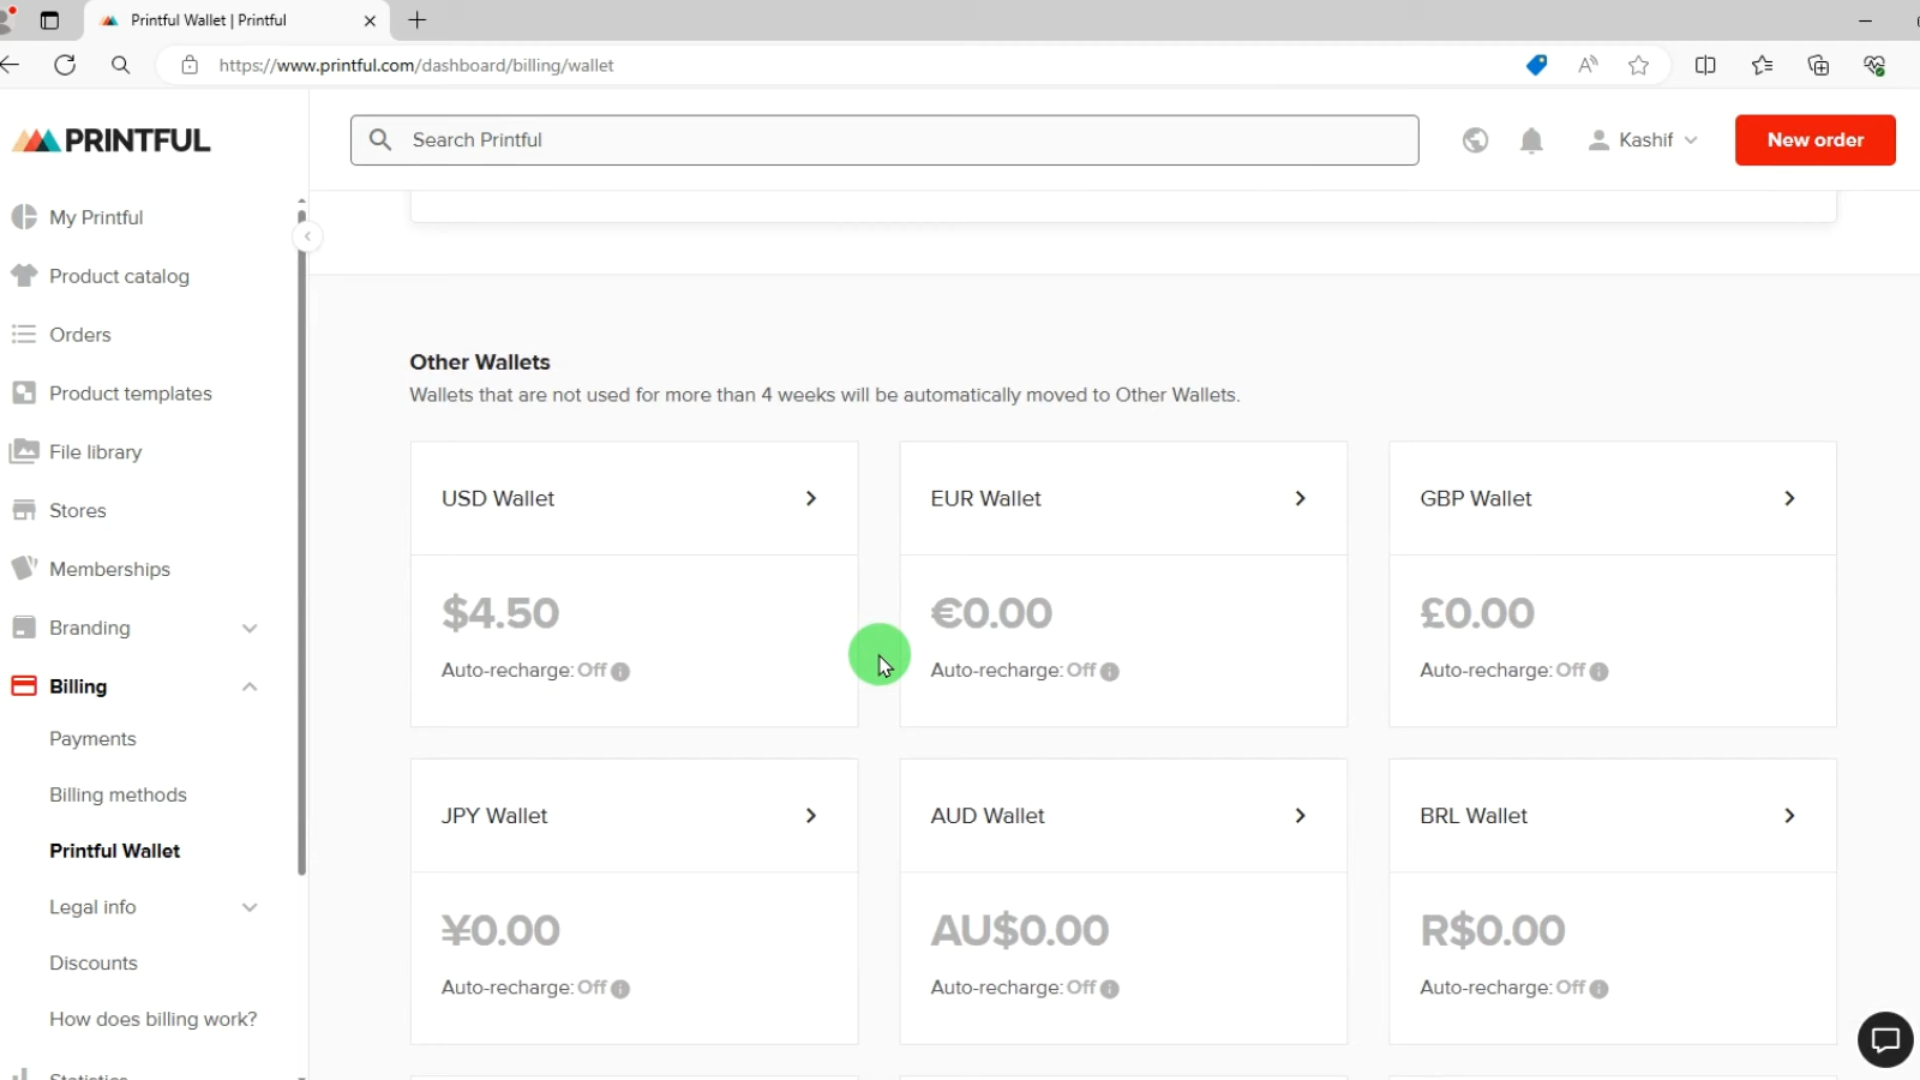 Printful Wallet | Printful
https://www.printful.com/dashboard/billing/wallet
PRINTFUL
Search Printful
Kashif
New order
My Printful
Product catalog
Orders
Product templates
File library
Stores
Memberships
Branding
Billing
Payments
Billing methods
Printful Wallet
Legal info
Discounts
How does billing work?
Statistics
Other Wallets
Wallets that are not used for more than 4 weeks will be automatically moved to Other Wallets.
USD Wallet
$4.50
Auto-recharge: Off
EUR Wallet
€0.00
Auto-recharge: Off
GBP Wallet
£0.00
Auto-recharge: Off
JPY Wallet
¥0.00
Auto-recharge: Off
AUD Wallet
AU$0.00
Auto-recharge: Off
BRL Wallet
R$0.00
Auto-recharge: Off